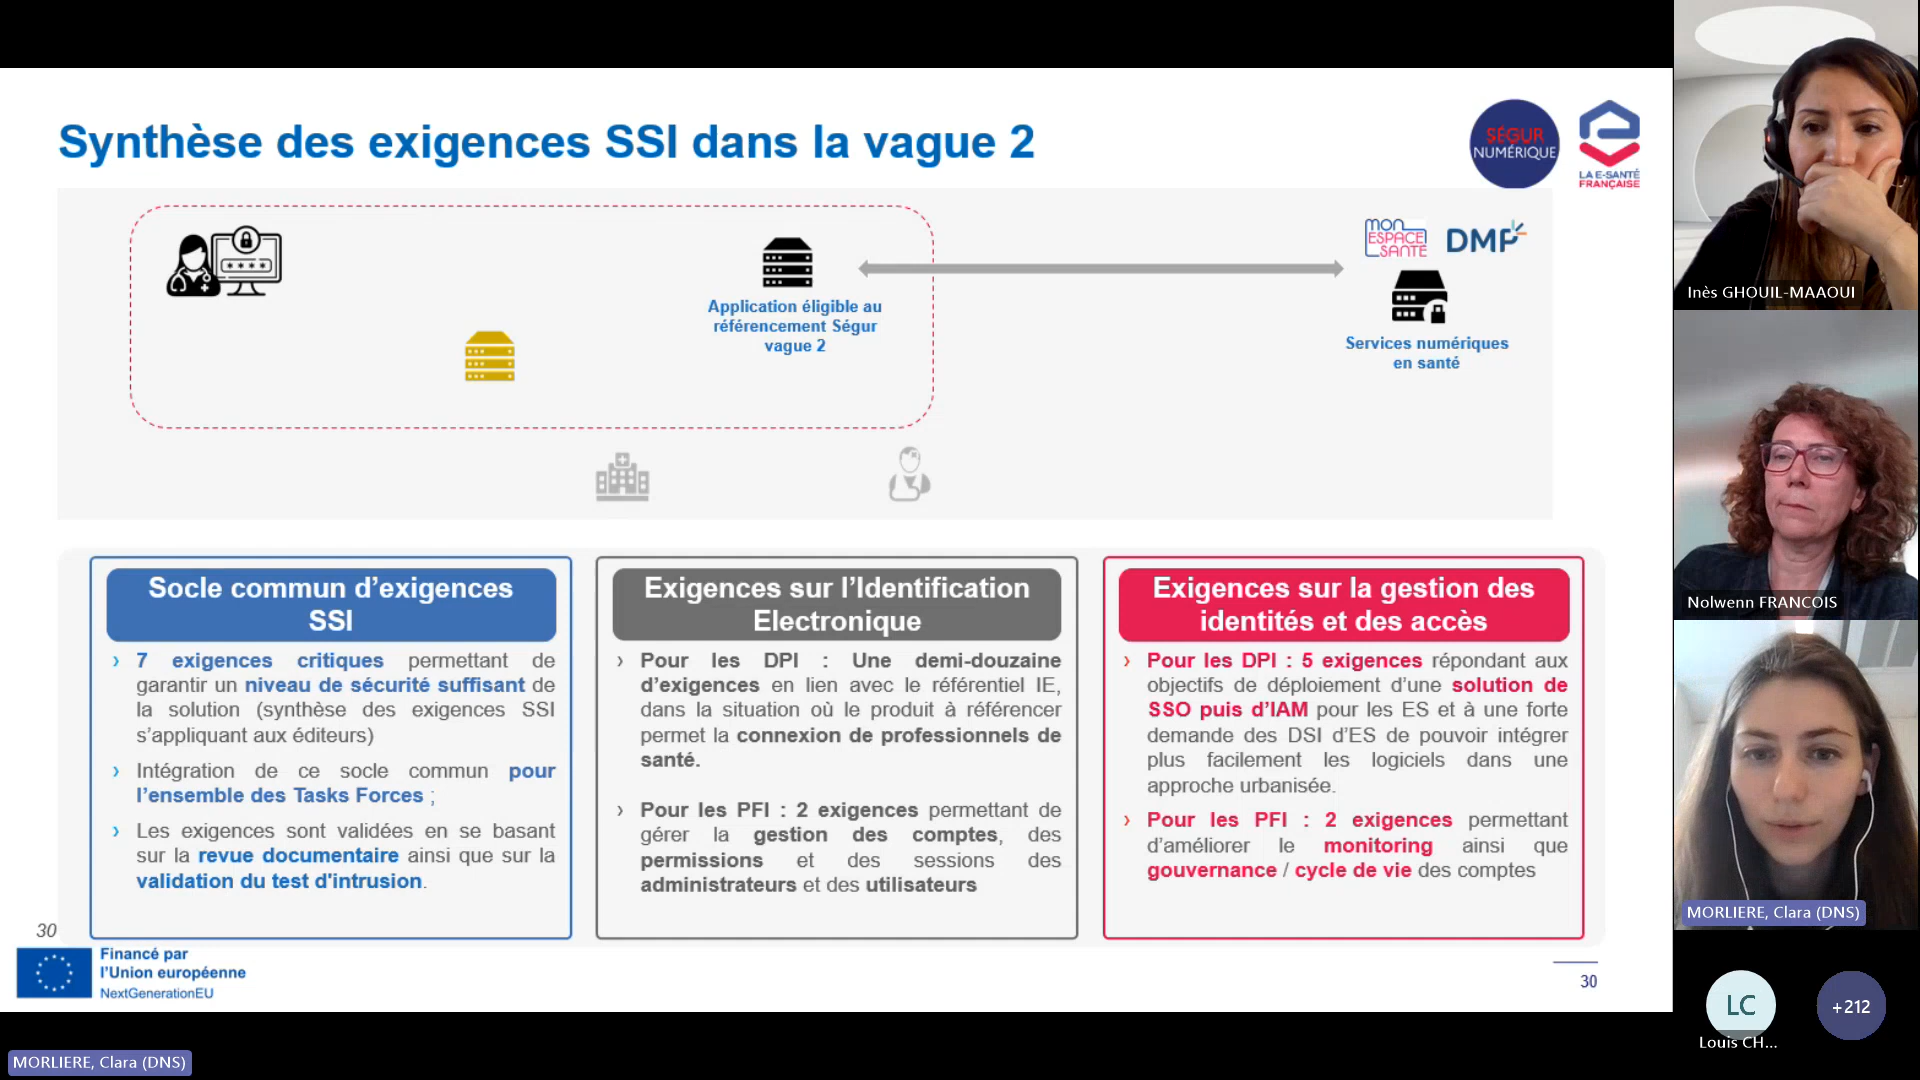 Synthèse des exigences SSI dans la vague 2
SÉGUR
NUMÉRIQUE
LA E-SANTÉ
FRANÇAISE
MON
ESPACE
SANTÉ
DMP
Application éligible au
référencement Ségur
vague 2
Services numériques
en santé
Socle commun d’exigences
SSI
› 7 exigences critiques permettant de
garantir un niveau de sécurité suffisant de
la solution (synthèse des exigences SSI
s’appliquant aux éditeurs)
› Intégration de ce socle commun pour
l’ensemble des Tasks Forces ;
› Les exigences sont validées en se basant
sur la revue documentaire ainsi que sur la
validation du test d'intrusion.
Exigences sur l’Identification
Electronique
› Pour les DPI : Une demi-douzaine
d’exigences en lien avec le référentiel IE,
dans la situation où le produit à référencer
permet la connexion de professionnels de
santé.
› Pour les PFI : 2 exigences permettant de
gérer la gestion des comptes, des
permissions et des sessions des
administrateurs et des utilisateurs
Exigences sur la gestion des
identités et des accès
› Pour les DPI : 5 exigences répondant aux
objectifs de déploiement d’une solution de
SSO puis d’IAM pour les ES et à une forte
demande des DSI d’ES de pouvoir intégrer
plus facilement les logiciels dans une
approche urbanisée.
› Pour les PFI : 2 exigences permettant
d’améliorer le monitoring ainsi que
gouvernance / cycle de vie des comptes
30
Financé par
l’Union européenne
NextGenerationEU
30
MORLIERE, Clara (DNS)
Inès GHOUIL-MAAOUI
Nolwenn FRANCOIS
MORLIERE, Clara (DNS)
LC
Louis CH...
+212